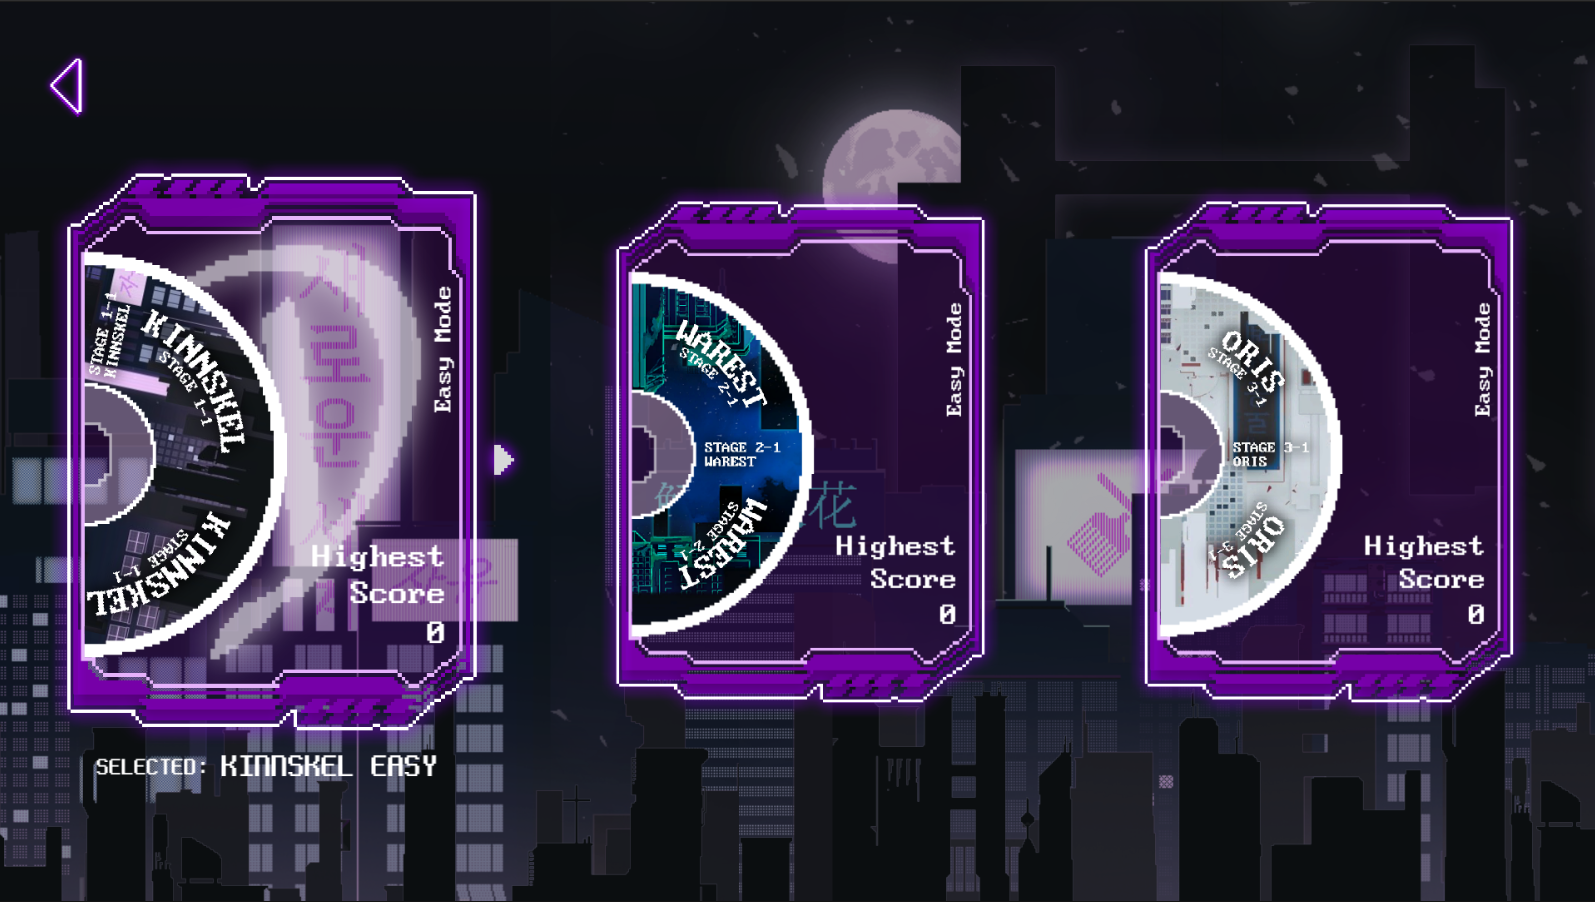 STAGE 1-1
KINNSKEL
KINNSKEL
STAGE 1-1
STAGE 1-1
KINNSKEL
Easy Mode
Highest
Score
0
SELECTED: KINNSKEL EASY
WAREST
STAGE 2-1
STAGE 2-1
WAREST
STAGE 2-1
WAREST
花
Easy Mode
Highest
Score
0
ORIS
STAGE 3-1
STAGE 3-1
ORIS
STAGE 3-1
ORIS
Easy Mode
Highest
Score
0